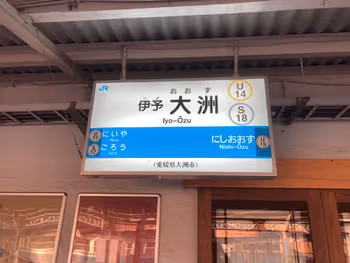 JR
おおず
伊予 大洲
Iyo-Ōzu
U
14
S
18
にいや
ごろう
にしおおず
Nishi-Ōzu
(愛媛県大洲市)